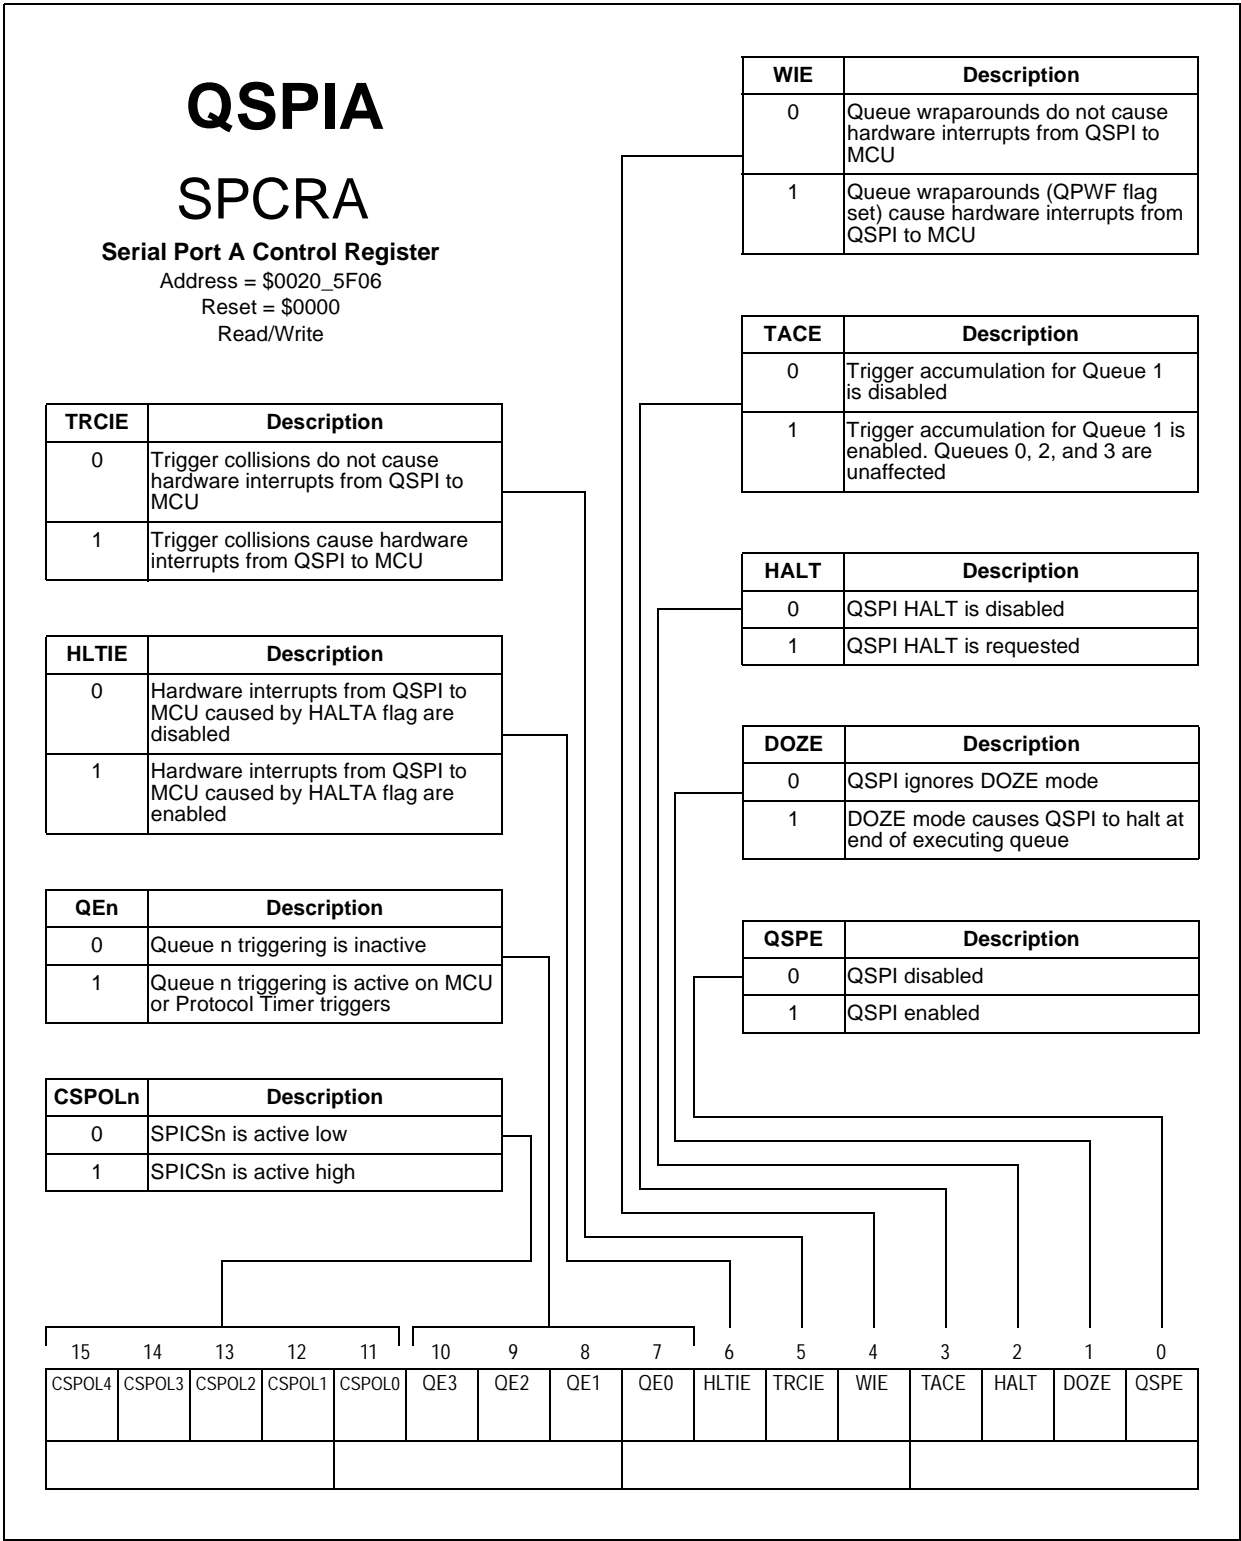 QSPIA
SPCRA
Serial Port A Control Register
Address = $0020_5F06
Reset = $0000
Read/Write
TRCIE Description
0 Trigger collisions do not cause
hardware interrupts from QSPI to
MCU
1 Trigger collisions cause hardware
interrupts from QSPI to MCU
HLTIE Description
0 Hardware interrupts from QSPI to
MCU caused by HALTA flag are
disabled
1 Hardware interrupts from QSPI to
MCU caused by HALTA flag are
enabled
QEn Description
0 Queue n triggering is inactive
1 Queue n triggering is active on MCU
or Protocol Timer triggers
CSPOLn Description
0 SPICSn is active low
1 SPICSn is active high
WIE Description
0 Queue wraparounds do not cause
hardware interrupts from QSPI to
MCU
1 Queue wraparounds (QPWF flag
set) cause hardware interrupts from
QSPI to MCU
TACE Description
0 Trigger accumulation for Queue 1
is disabled
1 Trigger accumulation for Queue 1 is
enabled. Queues 0, 2, and 3 are
unaffected
HALT Description
0 QSPI HALT is disabled
1 QSPI HALT is requested
DOZE Description
0 QSPI ignores DOZE mode
1 DOZE mode causes QSPI to halt at
end of executing queue
QSPE Description
0 QSPI disabled
1 QSPI enabled
15 14 13 12 11 10 9 8 7 6 5 4 3 2 1 0
CSPOL4 CSPOL3 CSPOL2 CSPOL1 CSPOL0 QE3 QE2 QE1 QE0 HLTIE TRCIE WIE TACE HALT DOZE QSPE